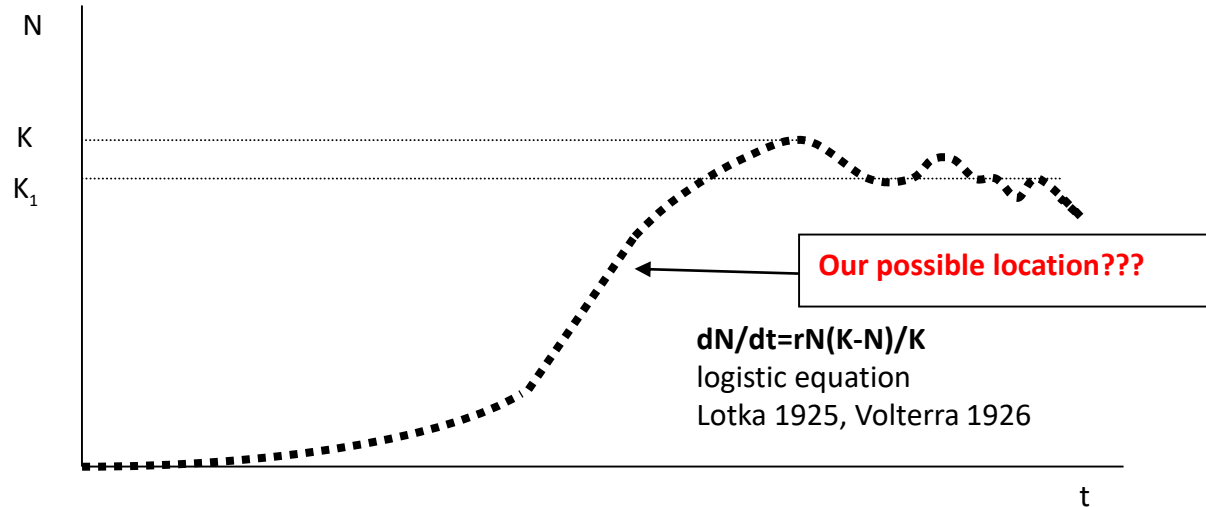 N
K
K₁
Our possible location???
dN/dt=rN(K-N)/K
logistic equation
Lotka 1925, Volterra 1926
t